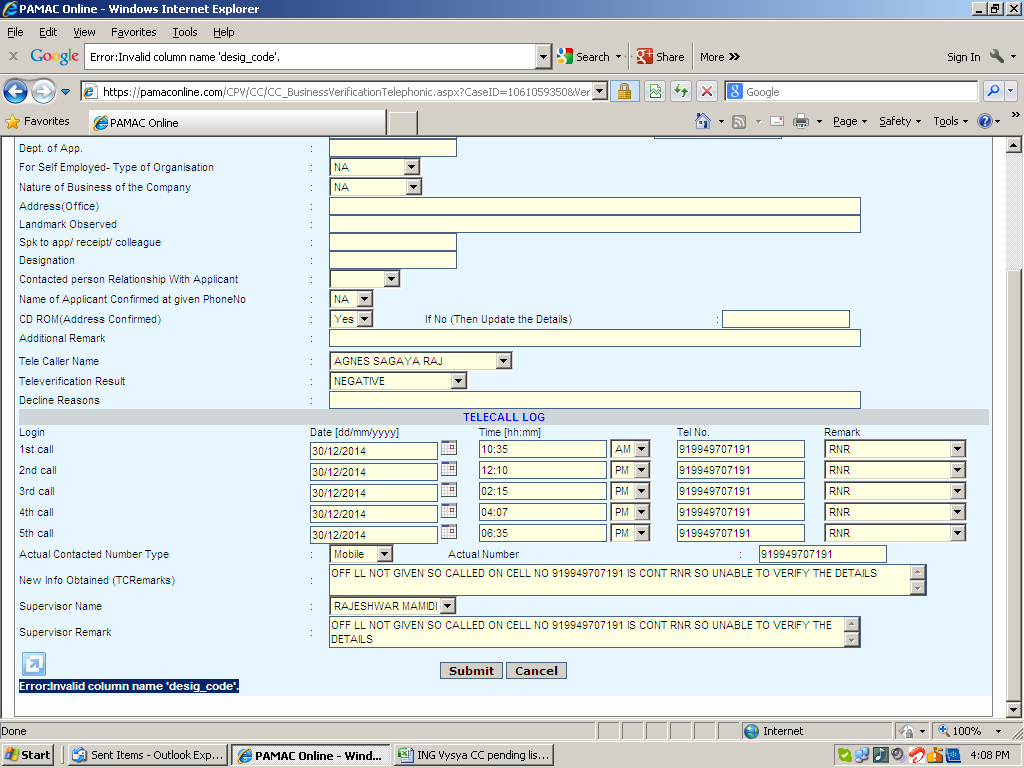 PAMAC Online - Windows Internet Explorer
File Edit View Favorites Tools Help
Google Error:Invalid column name 'desig_code'. Search Share More » Sign In
https://pamaconline.com/CPV/CC/CC_BusinessVerificationTelephonic.aspx?CaseID=1061059350&Ver Google
Favorites PAMAC Online Page Safety Tools »
Dept. of App. :
For Self Employed- Type of Organisation : NA
Nature of Business of the Company : NA
Address(Office) :
Landmark Observed :
Spk to app/ receipt/ colleague :
Designation :
Contacted person Relationship With Applicant :
Name of Applicant Confirmed at given PhoneNo : NA
CD ROM(Address Confirmed) : Yes If No (Then Update the Details) :
Additional Remark :
Tele Caller Name : AGNES SAGAYA RAJ
Televerification Result : NEGATIVE
Decline Reasons :
TELECALL LOG
Login Date [dd/mm/yyyy] Time [hh:mm] Tel No. Remark
1st call 30/12/2014 10:35 AM 919949707191 RNR
2nd call 30/12/2014 12:10 PM 919949707191 RNR
3rd call 30/12/2014 02:15 PM 919949707191 RNR
4th call 30/12/2014 04:07 PM 919949707191 RNR
5th call 30/12/2014 06:35 PM 919949707191 RNR
Actual Contacted Number Type : Mobile Actual Number : 919949707191
New Info Obtained (TCRemarks) : OFF LL NOT GIVEN SO CALLED ON CELL NO 919949707191 IS CONT RNR SO UNABLE TO VERIFY THE DETAILS
Supervisor Name : RAJESHWAR MAMIDI
Supervisor Remark : OFF LL NOT GIVEN SO CALLED ON CELL NO 919949707191 IS CONT RNR SO UNABLE TO VERIFY THE
DETAILS
Submit Cancel
Error:Invalid column name 'desig_code'.
Done Internet 100%
Start Sent Items - Outlook Exp... PAMAC Online - Wind... ING Vysya CC pending lis... 4:08 PM